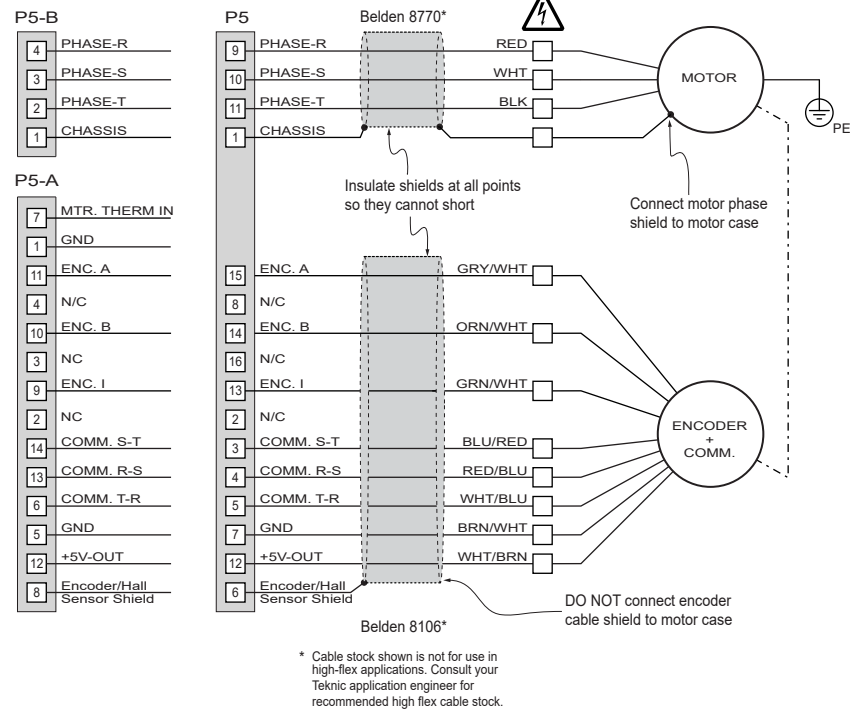 P5-B
4 PHASE-R
3 PHASE-S
2 PHASE-T
1 CHASSIS
P5-A
7 MTR. THERM IN
1 GND
11 ENC. A
4 N/C
10 ENC. B
3 NC
9 ENC. I
2 NC
14 COMM. S-T
13 COMM. R-S
6 COMM. T-R
5 GND
12 +5V-OUT
8 Encoder/Hall
Sensor Shield
P5
Belden 8770*
9 PHASE-R RED
10 PHASE-S WHT
11 PHASE-T BLK
1 CHASSIS
MOTOR
PE
Insulate shields at all points
so they cannot short
Connect motor phase
shield to motor case
15 ENC. A GRY/WHT
8 N/C
14 ENC. B ORN/WHT
16 N/C
13 ENC. I GRN/WHT
2 N/C
3 COMM. S-T BLU/RED
4 COMM. R-S RED/BLU
5 COMM. T-R WHT/BLU
7 GND BRN/WHT
12 +5V-OUT WHT/BRN
6 Encoder/Hall
Sensor Shield
ENCODER
+
COMM.
DO NOT connect encoder
cable shield to motor case
Belden 8106*
* Cable stock shown is not for use in
high-flex applications. Consult your
Teknic application engineer for
recommended high flex cable stock.